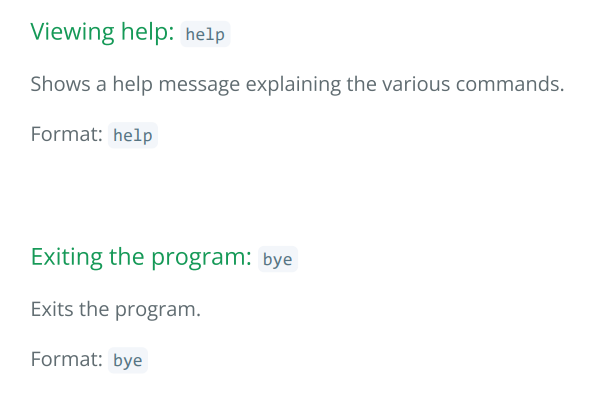 Viewing help: help
Shows a help message explaining the various commands.
Format: help
Exiting the program: bye
Exits the program.
Format: bye